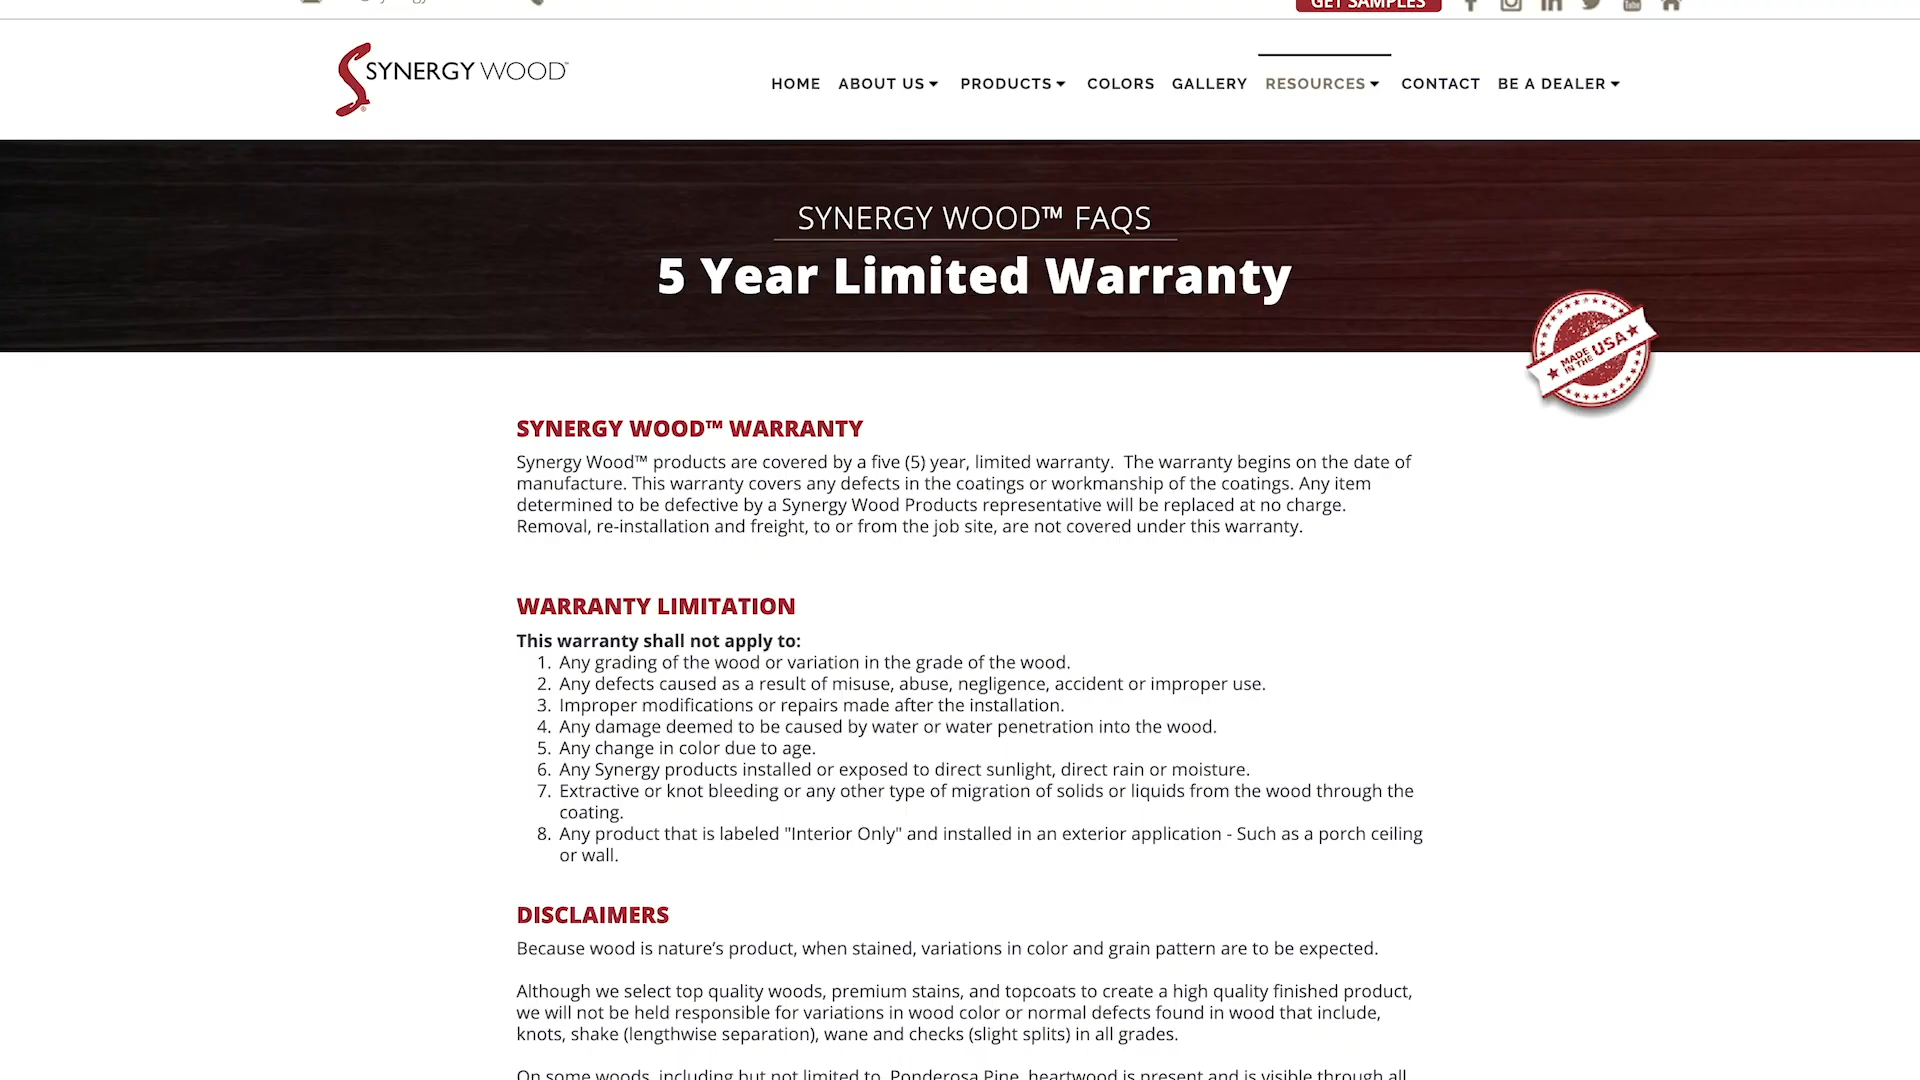 GET SAMPLES
SYNERGY WOOD™
HOME ABOUT US PRODUCTS COLORS GALLERY RESOURCES CONTACT BE A DEALER
SYNERGY WOOD™ FAQS
5 Year Limited Warranty
MADE IN THE USA
SYNERGY WOOD™ WARRANTY
Synergy Wood™ products are covered by a five (5) year, limited warranty.  The warranty begins on the date of
manufacture. This warranty covers any defects in the coatings or workmanship of the coatings. Any item
determined to be defective by a Synergy Wood Products representative will be replaced at no charge.
Removal, re-installation and freight, to or from the job site, are not covered under this warranty.
WARRANTY LIMITATION
This warranty shall not apply to:
1. Any grading of the wood or variation in the grade of the wood.
2. Any defects caused as a result of misuse, abuse, negligence, accident or improper use.
3. Improper modifications or repairs made after the installation.
4. Any damage deemed to be caused by water or water penetration into the wood.
5. Any change in color due to age.
6. Any Synergy products installed or exposed to direct sunlight, direct rain or moisture.
7. Extractive or knot bleeding or any other type of migration of solids or liquids from the wood through the
coating.
8. Any product that is labeled "Interior Only" and installed in an exterior application - Such as a porch ceiling
or wall.
DISCLAIMERS
Because wood is nature’s product, when stained, variations in color and grain pattern are to be expected.
Although we select top quality woods, premium stains, and topcoats to create a high quality finished product,
we will not be held responsible for variations in wood color or normal defects found in wood that include,
knots, shake (lengthwise separation), wane and checks (slight splits) in all grades.
On some woods, including but not limited to, Ponderosa Pine, heartwood is present and is visible through all